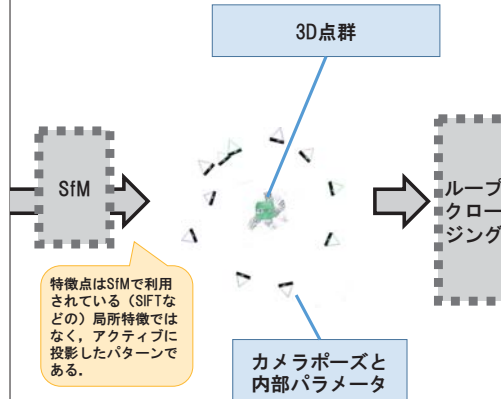 3D点群
SfM
ループ
クロー
ジング
特徴点はSfMで利用
されている（SIFTな
どの）局所特徴では
なく，アクティブに
投影したパターンで
ある．
カメラポーズと
内部パラメータ